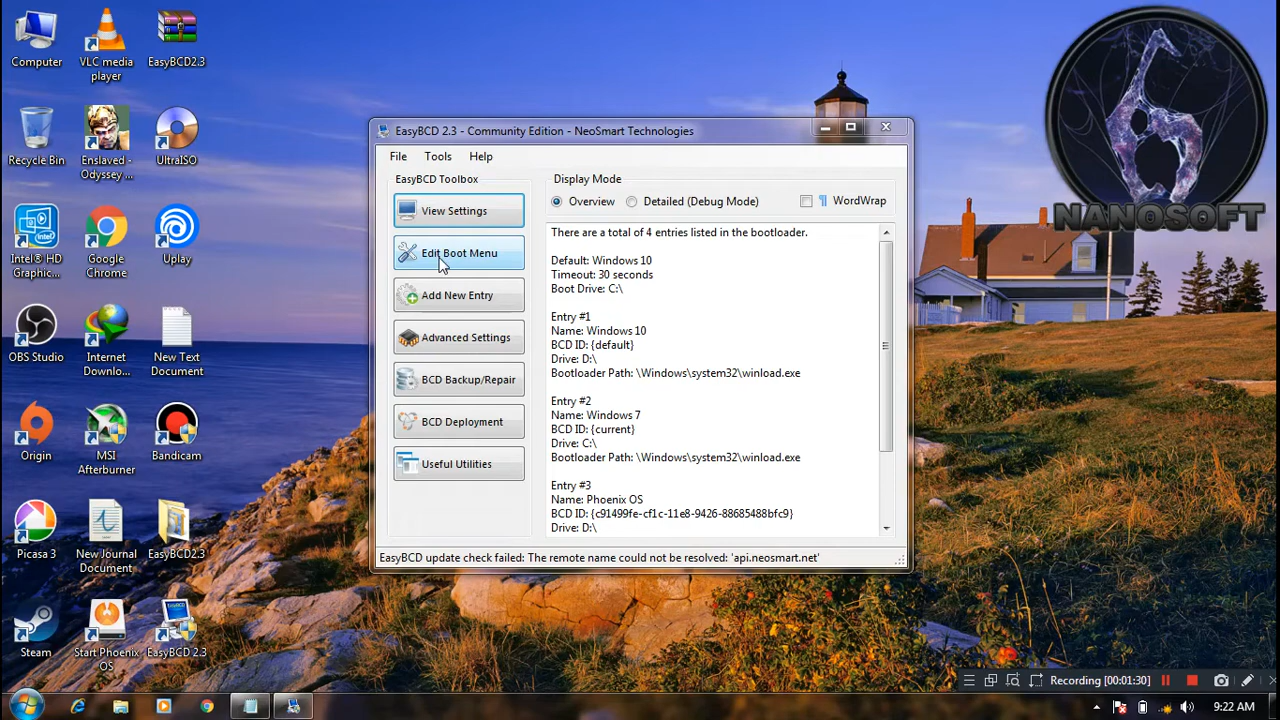 Computer
VLC media
player
EasyBCD2.3
Recycle Bin
Enslaved -
Odyssey ...
UltraISO
Intel® HD
Graphic...
Google
Chrome
Uplay
OBS Studio
Internet
Downlo...
New Text
Document
Origin
MSI
Afterburner
Bandicam
Picasa 3
New Journal
Document
EasyBCD2.3
Steam
Start Phoenix
OS
EasyBCD 2.3
NANOSOFT
EasyBCD 2.3 - Community Edition - NeoSmart Technologies
File Tools Help
EasyBCD Toolbox
View Settings
Edit Boot Menu
Add New Entry
Advanced Settings
BCD Backup/Repair
BCD Deployment
Useful Utilities
Display Mode
Overview Detailed (Debug Mode) WordWrap
There are a total of 4 entries listed in the bootloader.
Default: Windows 10
Timeout: 30 seconds
Boot Drive: C:\
Entry #1
Name: Windows 10
BCD ID: {default}
Drive: D:\
Bootloader Path: \Windows\system32\winload.exe
Entry #2
Name: Windows 7
BCD ID: {current}
Drive: C:\
Bootloader Path: \Windows\system32\winload.exe
Entry #3
Name: Phoenix OS
BCD ID: {c91499fe-cf1c-11e8-9426-88685488bfc9}
Drive: D:\
EasyBCD update check failed: The remote name could not be resolved: 'api.neosmart.net'
Recording [00:01:30]
9:22 AM